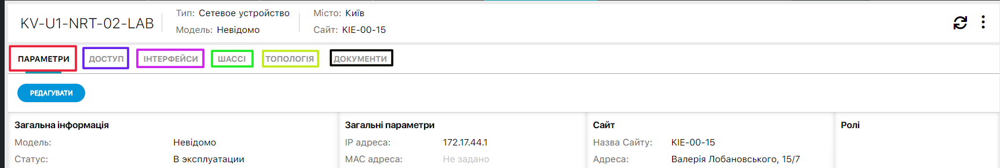 KV-U1-NRT-02-LAB
Тип: Сетевое устройство
Модель: Невідомо
Місто: Київ
Сайт: KIE-00-15
ПАРАМЕТРИ ДОСТУП ІНТЕРФЕЙСИ ШАССІ ТОПОЛОГІЯ ДОКУМЕНТИ
РЕДАГУВАТИ
Загальна інформація
Модель: Невідомо
Статус: В эксплуатации
Загальні параметри
IP адреса: 172.17.44.1
MAC адреса: Не задано
Сайт
Назва Сайту: KIE-00-15
Адреса: Валерія Лобановського, 15/7
Ролі